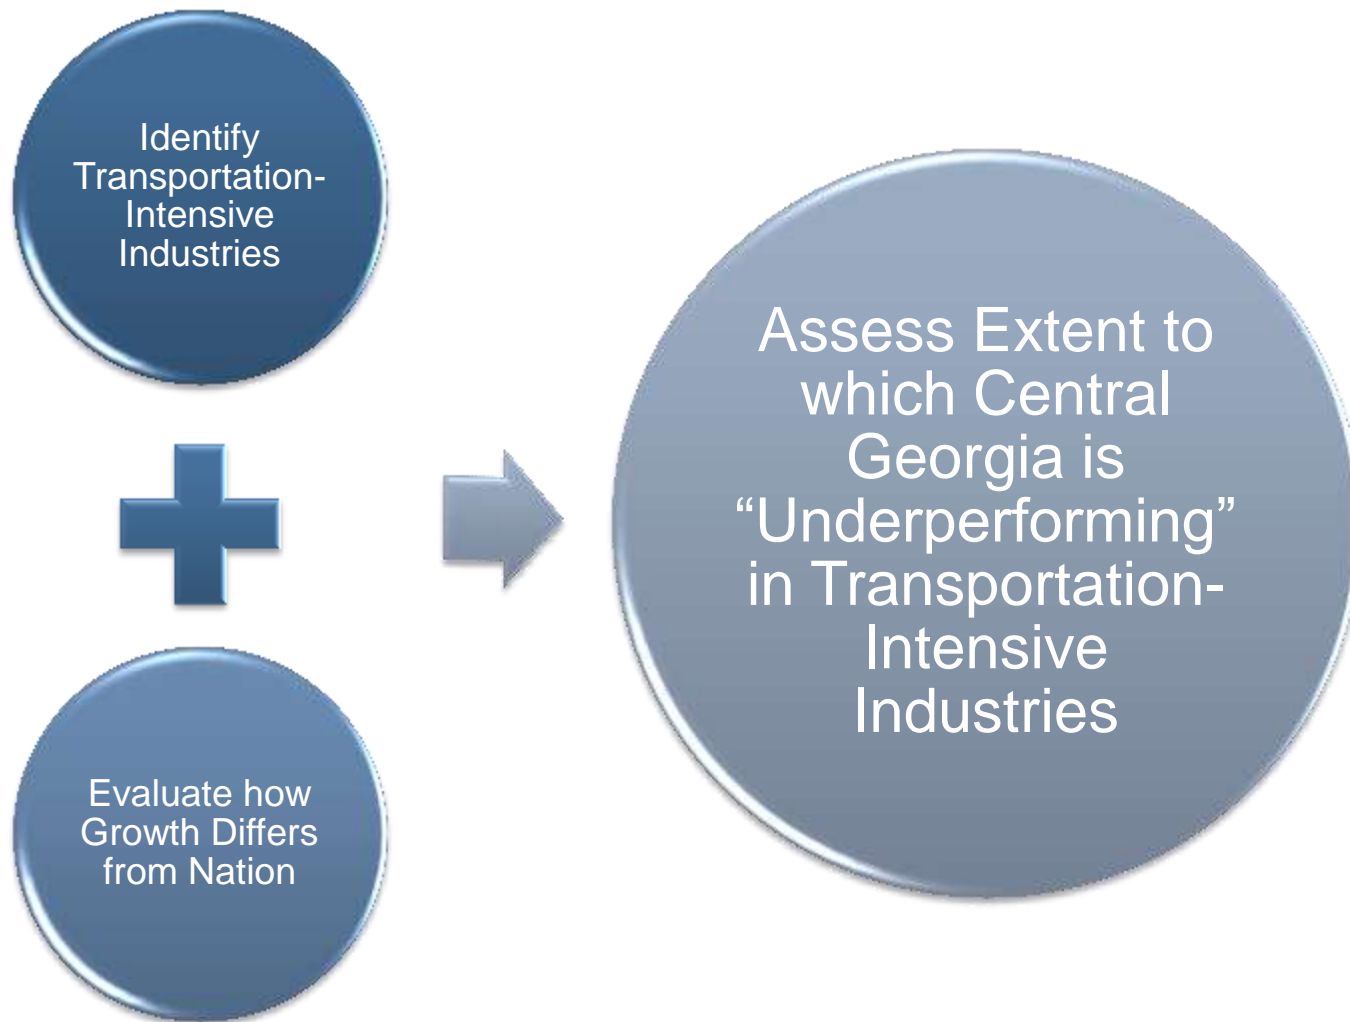 Identify
Transportation-
Intensive
Industries
Evaluate how
Growth Differs
from Nation
Assess Extent to
which Central
Georgia is
“Underperforming”
in Transportation-
Intensive
Industries